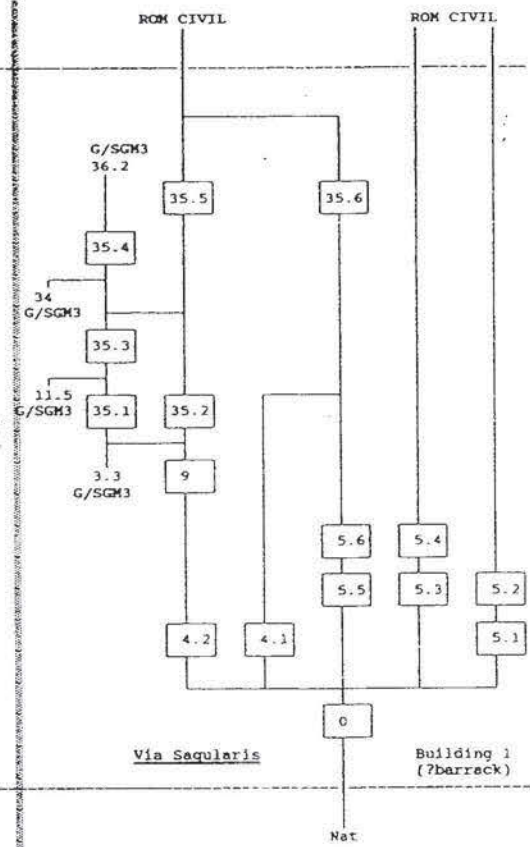 ROM CIVIL ROM CIVIL
G/SGM3
36.2
35.5 35.6
35.4
34
G/SGM3
35.3
11.5
G/SGM3
35.1 35.2
3.3
G/SGM3
9
5.6 5.4
5.5 5.3 5.2
4.2 4.1 5.1
0
Via Sagularis
Building 1
(?barrack)
Nat